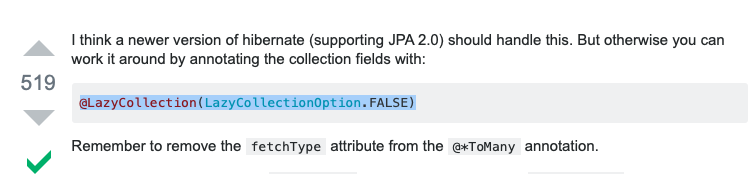 I think a newer version of hibernate (supporting JPA 2.0) should handle this. But otherwise you can
work it around by annotating the collection fields with:
519
@LazyCollection(LazyCollectionOption.FALSE)
Remember to remove the fetchType attribute from the @*ToMany annotation.